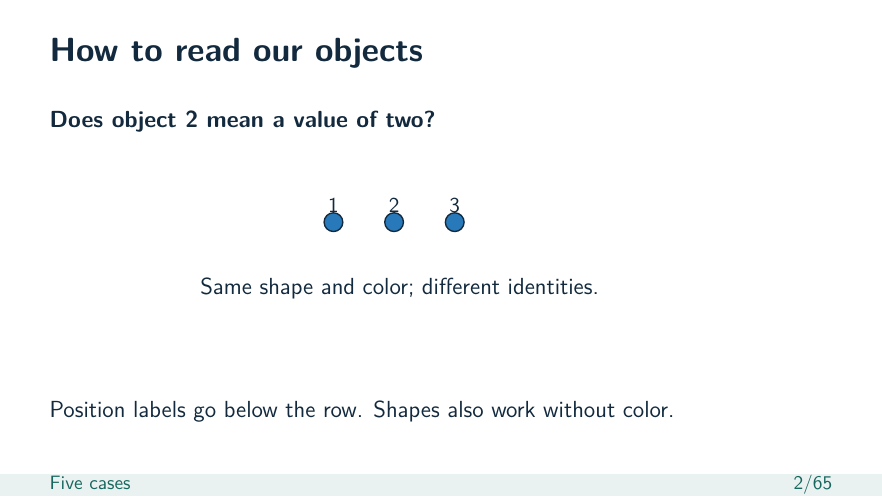 How to read our objects
Does object 2 mean a value of two?
1 2 3
Same shape and color; different identities.
Position labels go below the row. Shapes also work without color.
Five cases 2/65